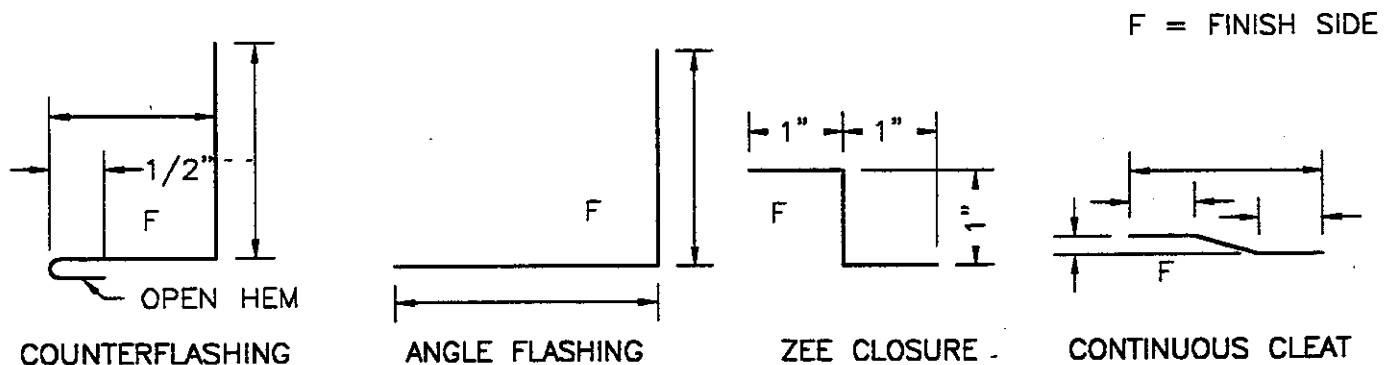 F = FINISH SIDE
1/2"
F
OPEN HEM
COUNTERFLASHING
F
ANGLE FLASHING
1" 1"
F
1"
ZEE CLOSURE
F
CONTINUOUS CLEAT